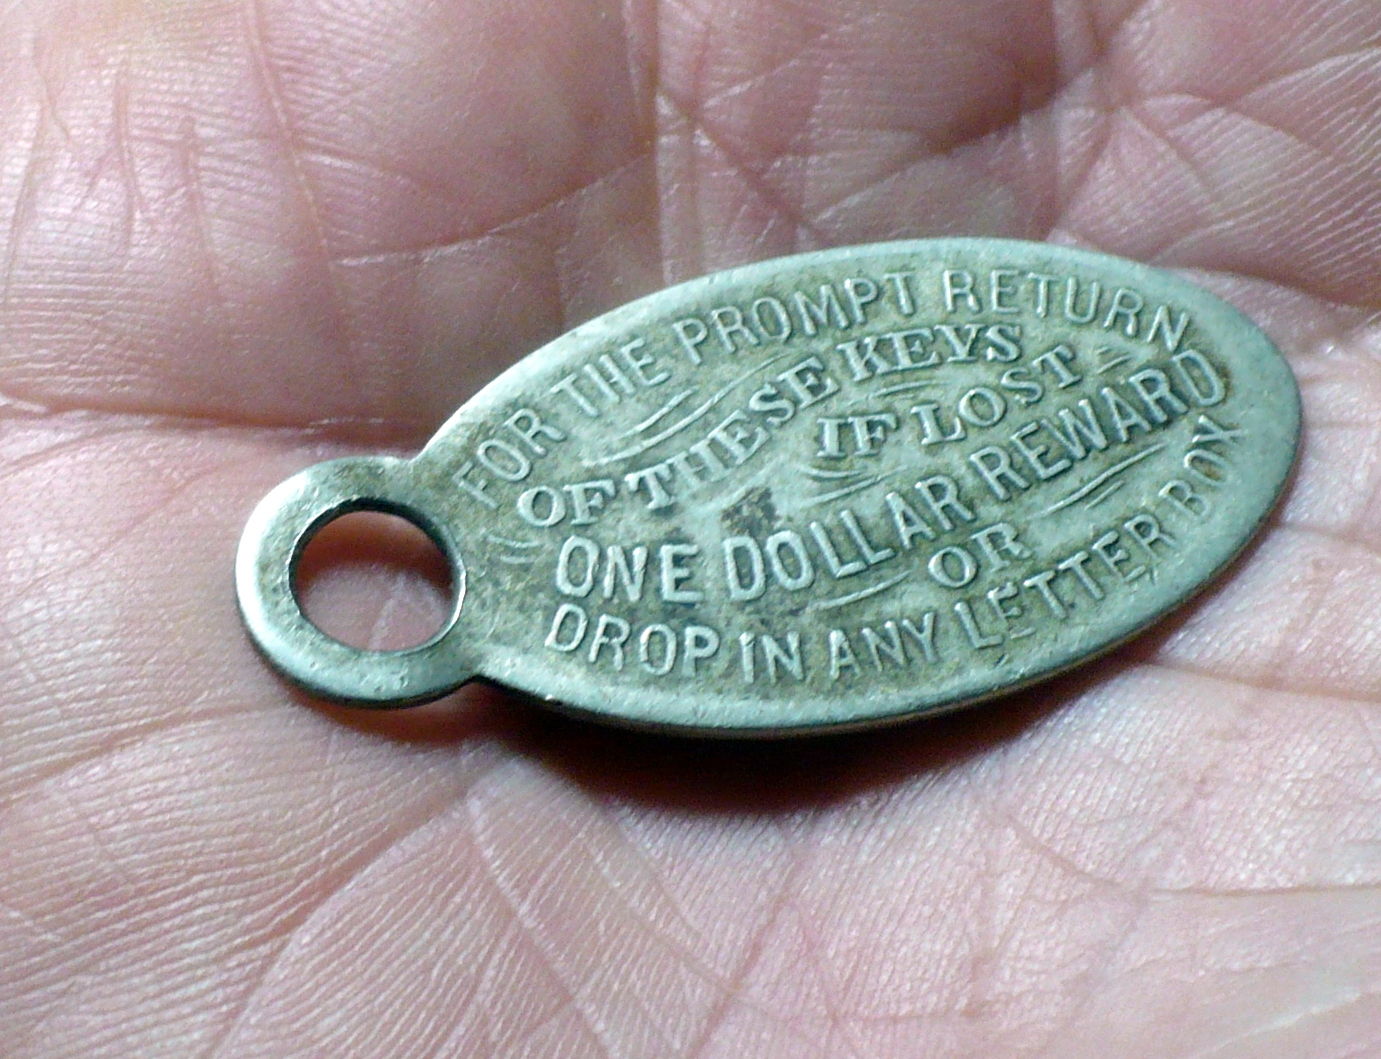 FOR THE PROMPT RETURN
OF THESE KEYS
IF LOST
ONE DOLLAR REWARD
OR
DROP IN ANY LETTER BOX